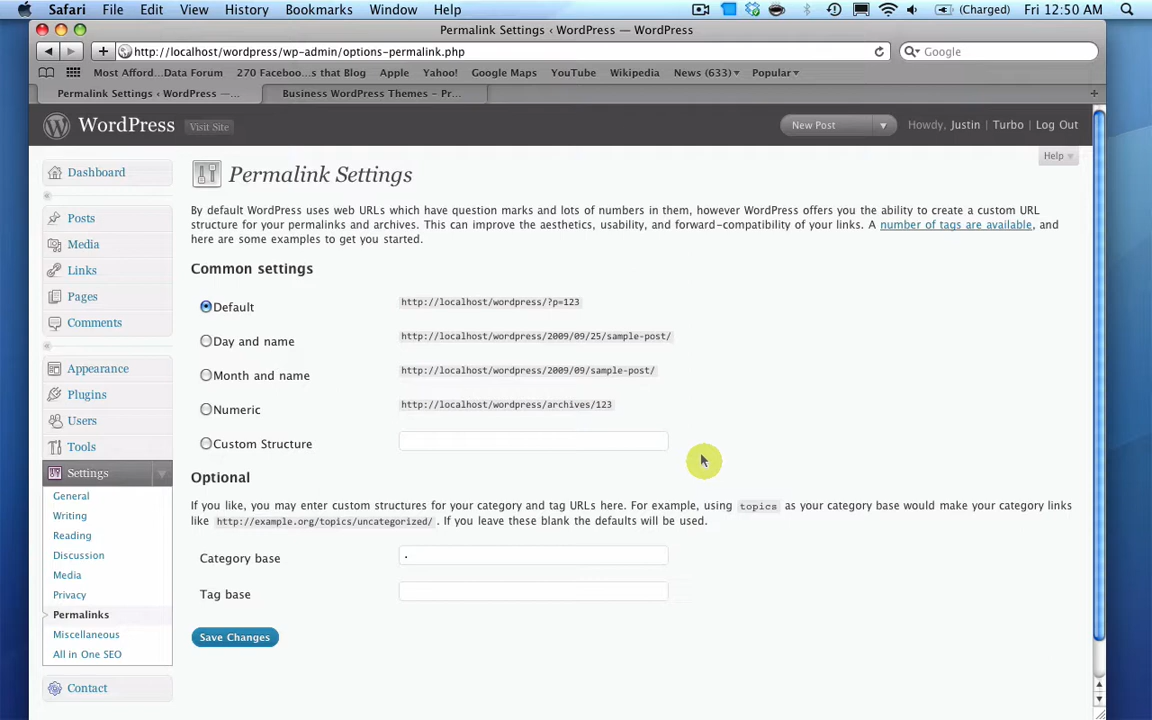 Safari File Edit View History Bookmarks Window Help (Charged) Fri 12:50 AM
Permalink Settings ‹ WordPress — WordPress
http://localhost/wordpress/wp-admin/options-permalink.php Google
Most Afford...Data Forum 270 Faceboo...s that Blog Apple Yahoo! Google Maps YouTube Wikipedia News (633) Popular
Permalink Settings ‹ WordPress —... Business WordPress Themes – Pr...
WordPress Visit Site New Post Howdy, Justin | Turbo | Log Out
Help
Dashboard
Posts
Media
Links
Pages
Comments
Appearance
Plugins
Users
Tools
Settings
General
Writing
Reading
Discussion
Media
Privacy
Permalinks
Miscellaneous
All in One SEO
Contact
Permalink Settings
By default WordPress uses web URLs which have question marks and lots of numbers in them, however WordPress offers you the ability to create a custom URL
structure for your permalinks and archives. This can improve the aesthetics, usability, and forward-compatibility of your links. A number of tags are available, and
here are some examples to get you started.
Common settings
Default http://localhost/wordpress/?p=123
Day and name http://localhost/wordpress/2009/09/25/sample-post/
Month and name http://localhost/wordpress/2009/09/sample-post/
Numeric http://localhost/wordpress/archives/123
Custom Structure
Optional
If you like, you may enter custom structures for your category and tag URLs here. For example, using topics as your category base would make your category links
like http://example.org/topics/uncategorized/ . If you leave these blank the defaults will be used.
Category base .
Tag base
Save Changes